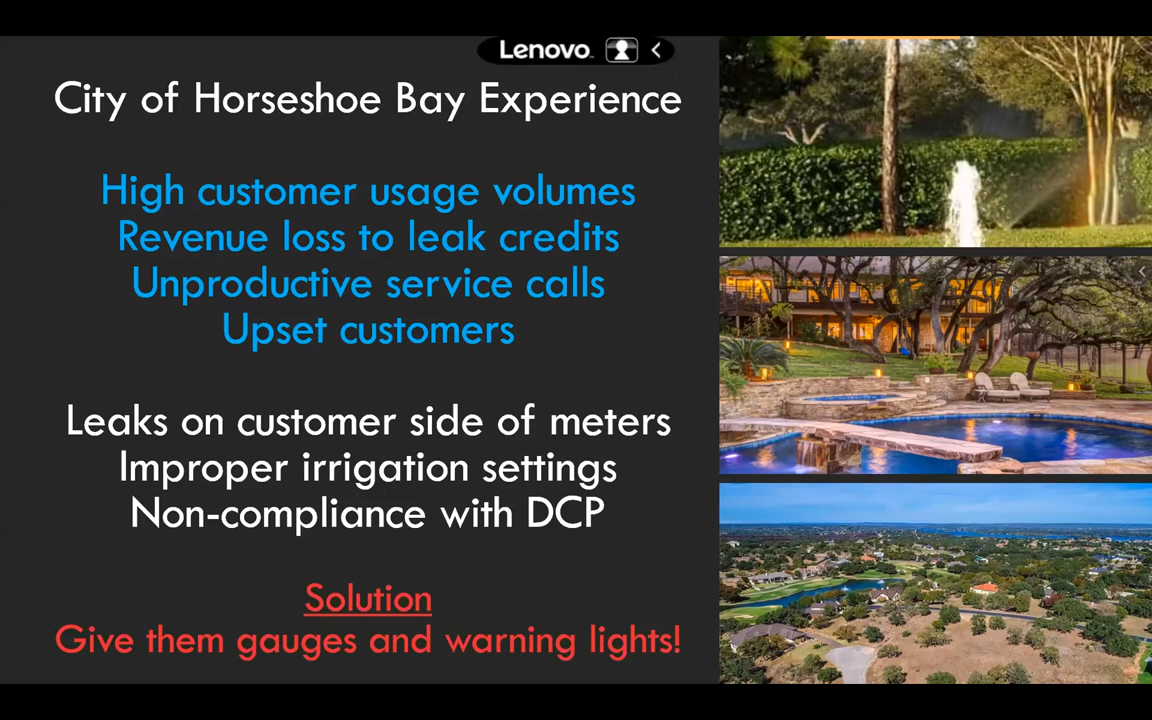 Lenovo
City of Horseshoe Bay Experience
High customer usage volumes
Revenue loss to leak credits
Unproductive service calls
Upset customers
Leaks on customer side of meters
Improper irrigation settings
Non-compliance with DCP
Solution
Give them gauges and warning lights!